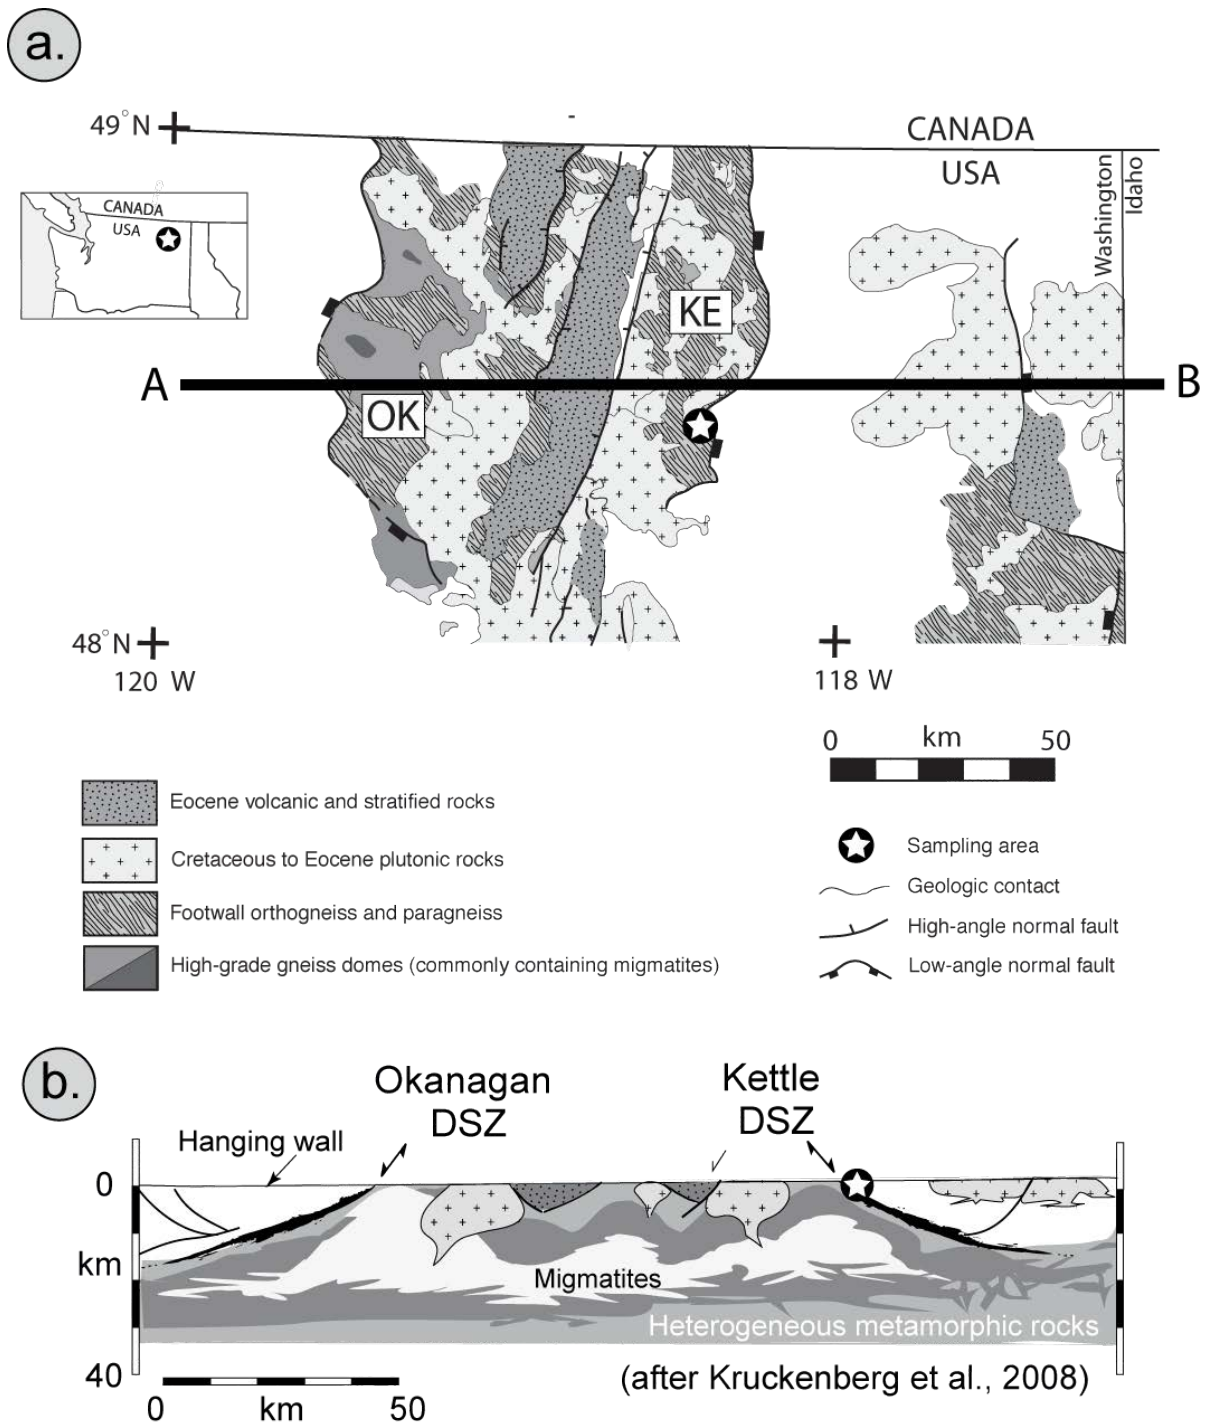 a.
49°N
CANADA
USA
Washington
Idaho
CANADA
USA
KE
A
B
OK
48°N
120 W
118 W
0 km 50
Eocene volcanic and stratified rocks
Cretaceous to Eocene plutonic rocks
Footwall orthogneiss and paragneiss
High-grade gneiss domes (commonly containing migmatites)
Sampling area
Geologic contact
High-angle normal fault
Low-angle normal fault
b.
Okanagan
DSZ
Kettle
DSZ
Hanging wall
0
km
40
Migmatites
Heterogeneous metamorphic rocks
(after Kruckenberg et al., 2008)
0 km 50